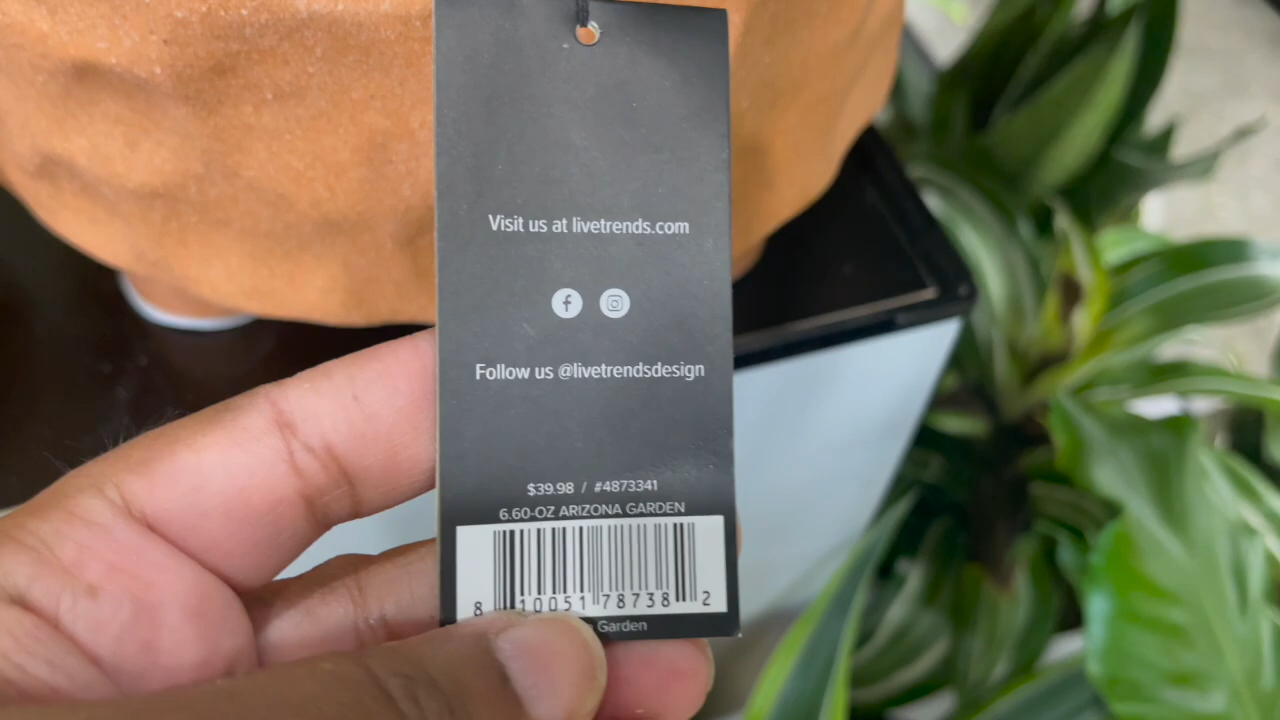 Visit us at livetrends.com
Follow us @livetrendsdesign
$39.98 / #4873341
6.60-OZ ARIZONA GARDEN
8 10051 78738 2
Garden